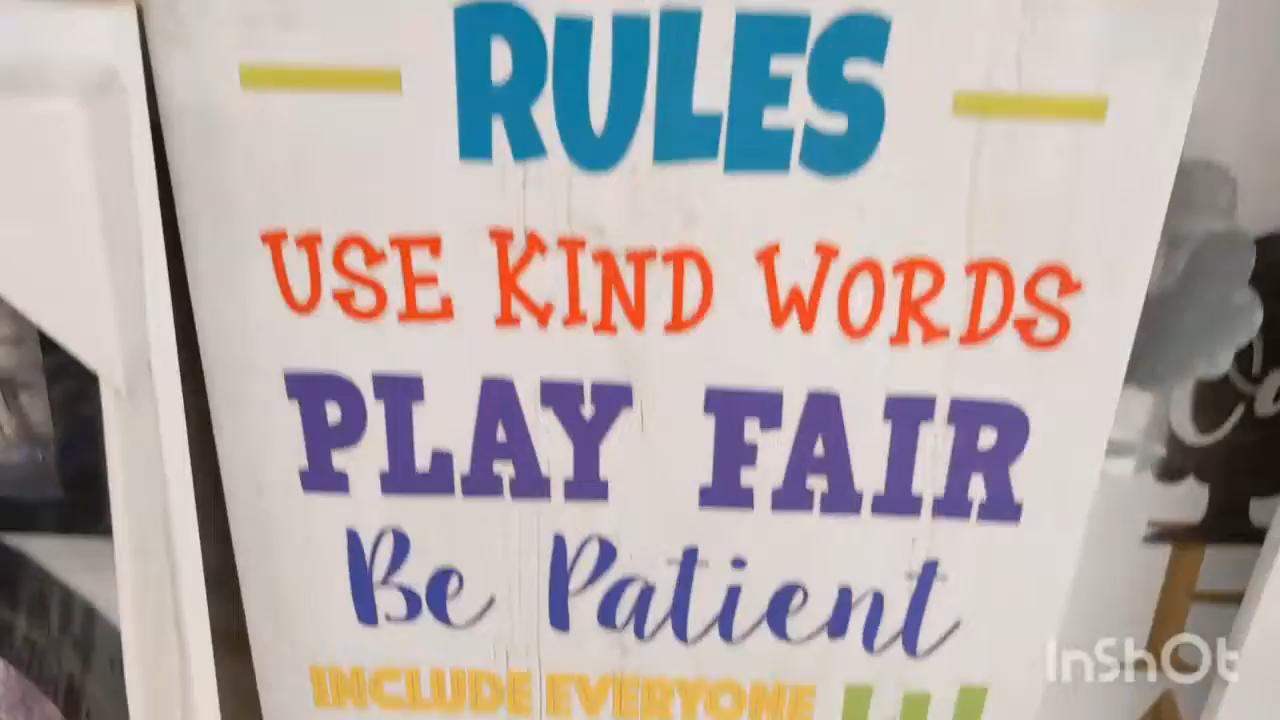 RULES
USE KIND WORDS
PLAY FAIR
Be Patient
INCLUDE EVERYONE
InShOt